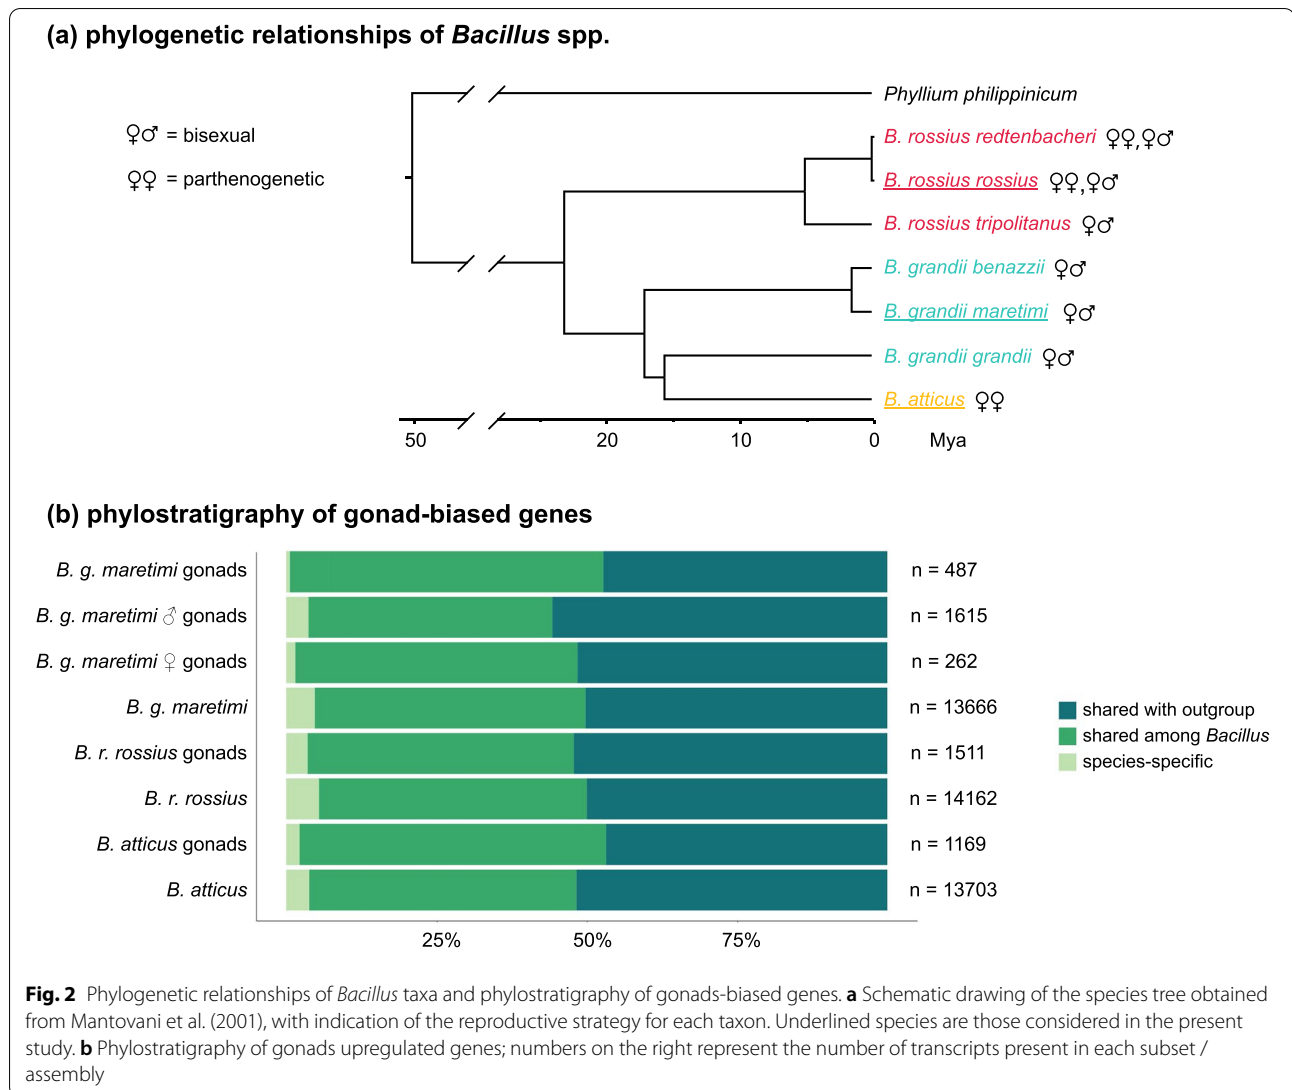 (a) phylogenetic relationships of Bacillus spp.
♀♂ = bisexual
♀♀ = parthenogenetic
Phyllium philippinicum
B. rossius redtenbacheri ♀♀,♀♂
B. rossius rossius ♀♀,♀♂
B. rossius tripolitanus ♀♂
B. grandii benazzii ♀♂
B. grandii maretimi ♀♂
B. grandii grandii ♀♂
B. atticus ♀♀
50 20 10 0 Mya
(b) phylostratigraphy of gonad-biased genes
B. g. maretimi gonads n = 487
B. g. maretimi ♂ gonads n = 1615
B. g. maretimi ♀ gonads n = 262
B. g. maretimi n = 13666
B. r. rossius gonads n = 1511
B. r. rossius n = 14162
B. atticus gonads n = 1169
B. atticus n = 13703
shared with outgroup
shared among Bacillus
species-specific
25% 50% 75%
Fig. 2 Phylogenetic relationships of Bacillus taxa and phylostratigraphy of gonads-biased genes. a Schematic drawing of the species tree obtained
from Mantovani et al. (2001), with indication of the reproductive strategy for each taxon. Underlined species are those considered in the present
study. b Phylostratigraphy of gonads upregulated genes; numbers on the right represent the number of transcripts present in each subset /
assembly